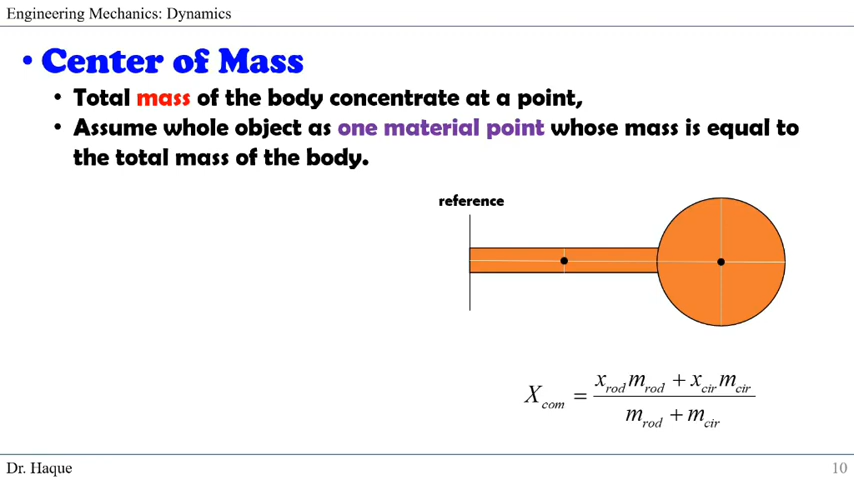 Engineering Mechanics: Dynamics
• Center of Mass
• Total mass of the body concentrate at a point,
• Assume whole object as one material point whose mass is equal to
the total mass of the body.
reference
X_com = (x_rod m_rod + x_cir m_cir) / (m_rod + m_cir)
Dr. Haque
10